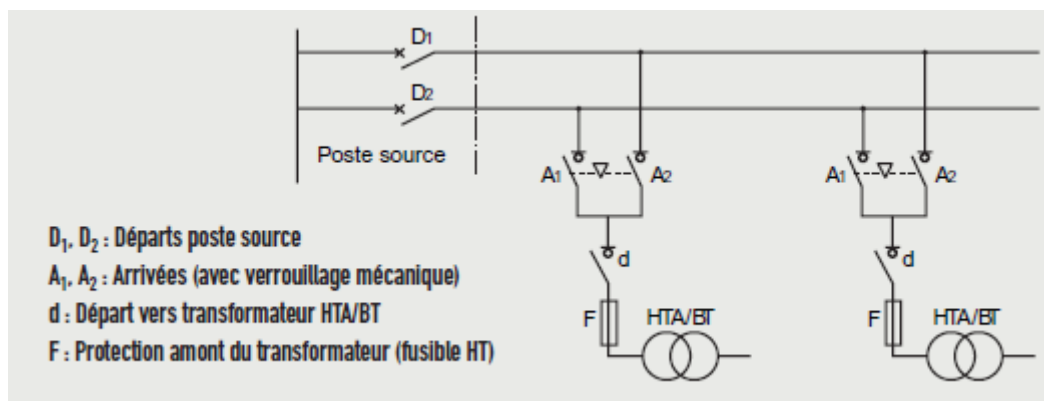 D1
D2
Poste source
A1 A2 A1 A2
d d
F HTA/BT F HTA/BT
D1, D2 : Départs poste source
A1, A2 : Arrivées (avec verrouillage mécanique)
d : Départ vers transformateur HTA/BT
F : Protection amont du transformateur (fusible HT)